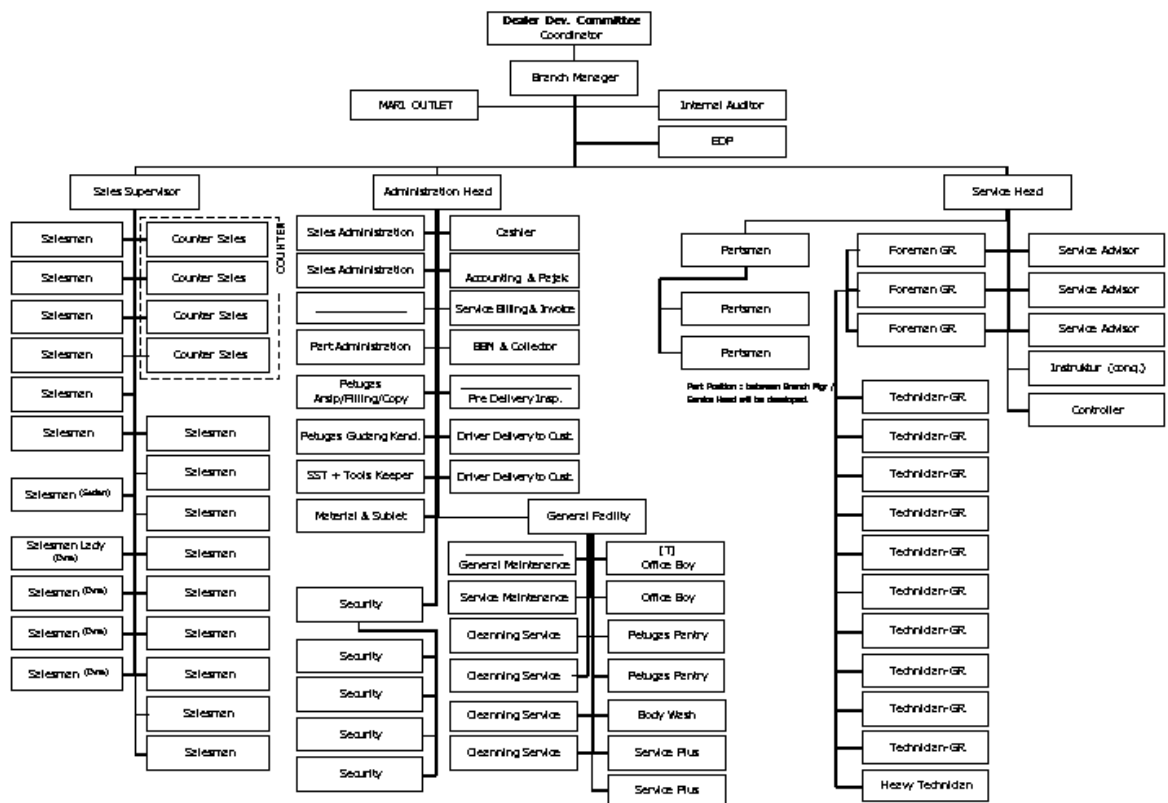 Dealer Dev. Committee
Coordinator
Branch Manager
MARI OUTLET
Internal Auditor
EDP
Sales Supervisor
Administration Head
Service Head
Salesman
Counter Sales
Salesman
Counter Sales
Salesman
Counter Sales
Salesman
Counter Sales
COUNTER
Salesman
Salesman
Salesman
Salesman
Salesman (Sedan)
Salesman
Salesman Lady
(Dyna)
Salesman
Salesman (Dyna)
Salesman
Salesman (Dyna)
Salesman
Salesman (Dyna)
Salesman
Salesman
Salesman
Sales Administration
Cashier
Sales Administration
Accounting & Pajak
Service Billing & Invoice
Part Administration
BBN & Collector
Petugas
Arsip/Filling/Copy
Pre Delivery Insp.
Petugas Gudang Kend.
Driver Delivery to Cust.
SST + Tools Keeper
Driver Delivery to Cust.
Material & Sublet
General Facility
General Maintenance
[T]
Office Boy
Service Maintenance
Office Boy
Cleanning Service
Petugas Pantry
Cleanning Service
Petugas Pantry
Cleanning Service
Body Wash
Cleanning Service
Service Plus
Service Plus
Security
Security
Security
Security
Security
Partsman
Partsman
Partsman
Part Position : between Branch Mgr /
Service Head will be developed.
Foreman GR
Service Advisor
Foreman GR
Service Advisor
Foreman GR
Service Advisor
Controller
Technician-GR
Technician-GR
Technician-GR
Technician-GR
Technician-GR
Technician-GR
Technician-GR
Technician-GR
Technician-GR
Technician-GR
Heavy Technician